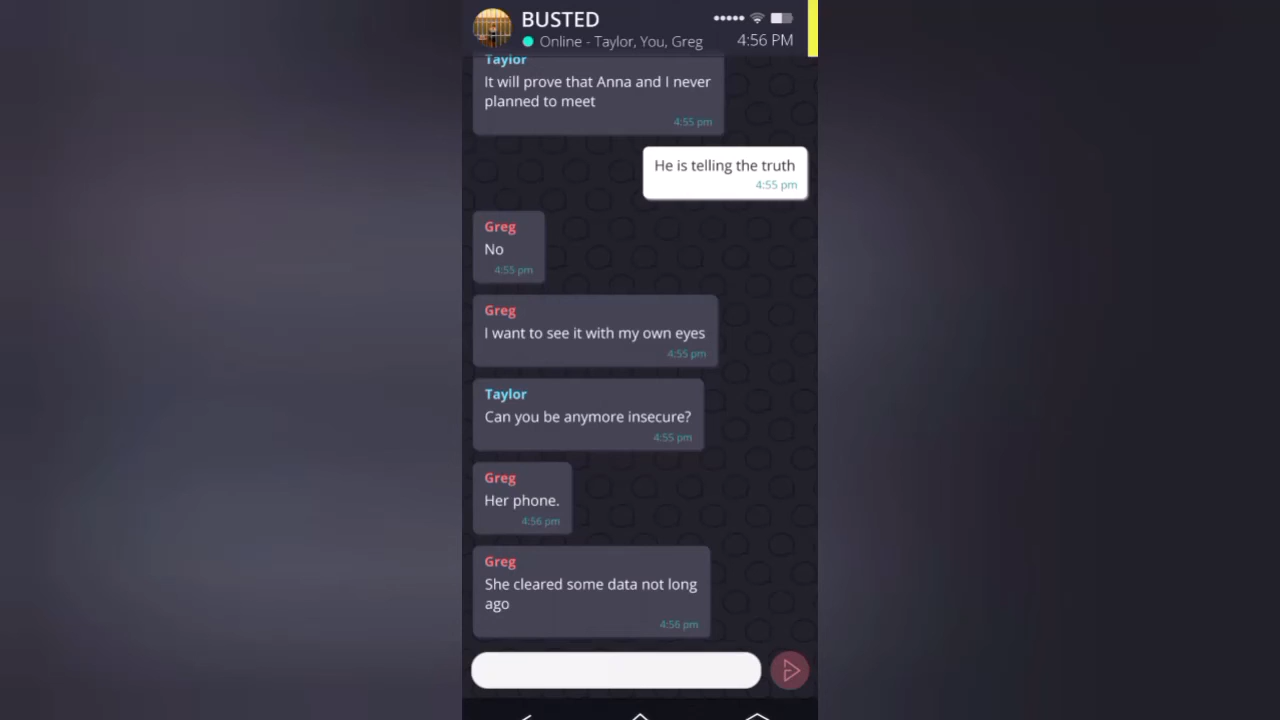 BUSTED
Online - Taylor, You, Greg
4:56 PM
Taylor
It will prove that Anna and I never
planned to meet
4:55 pm
He is telling the truth
4:55 pm
Greg
No
4:55 pm
Greg
I want to see it with my own eyes
4:55 pm
Taylor
Can you be anymore insecure?
4:55 pm
Greg
Her phone.
4:56 pm
Greg
She cleared some data not long
ago
4:56 pm